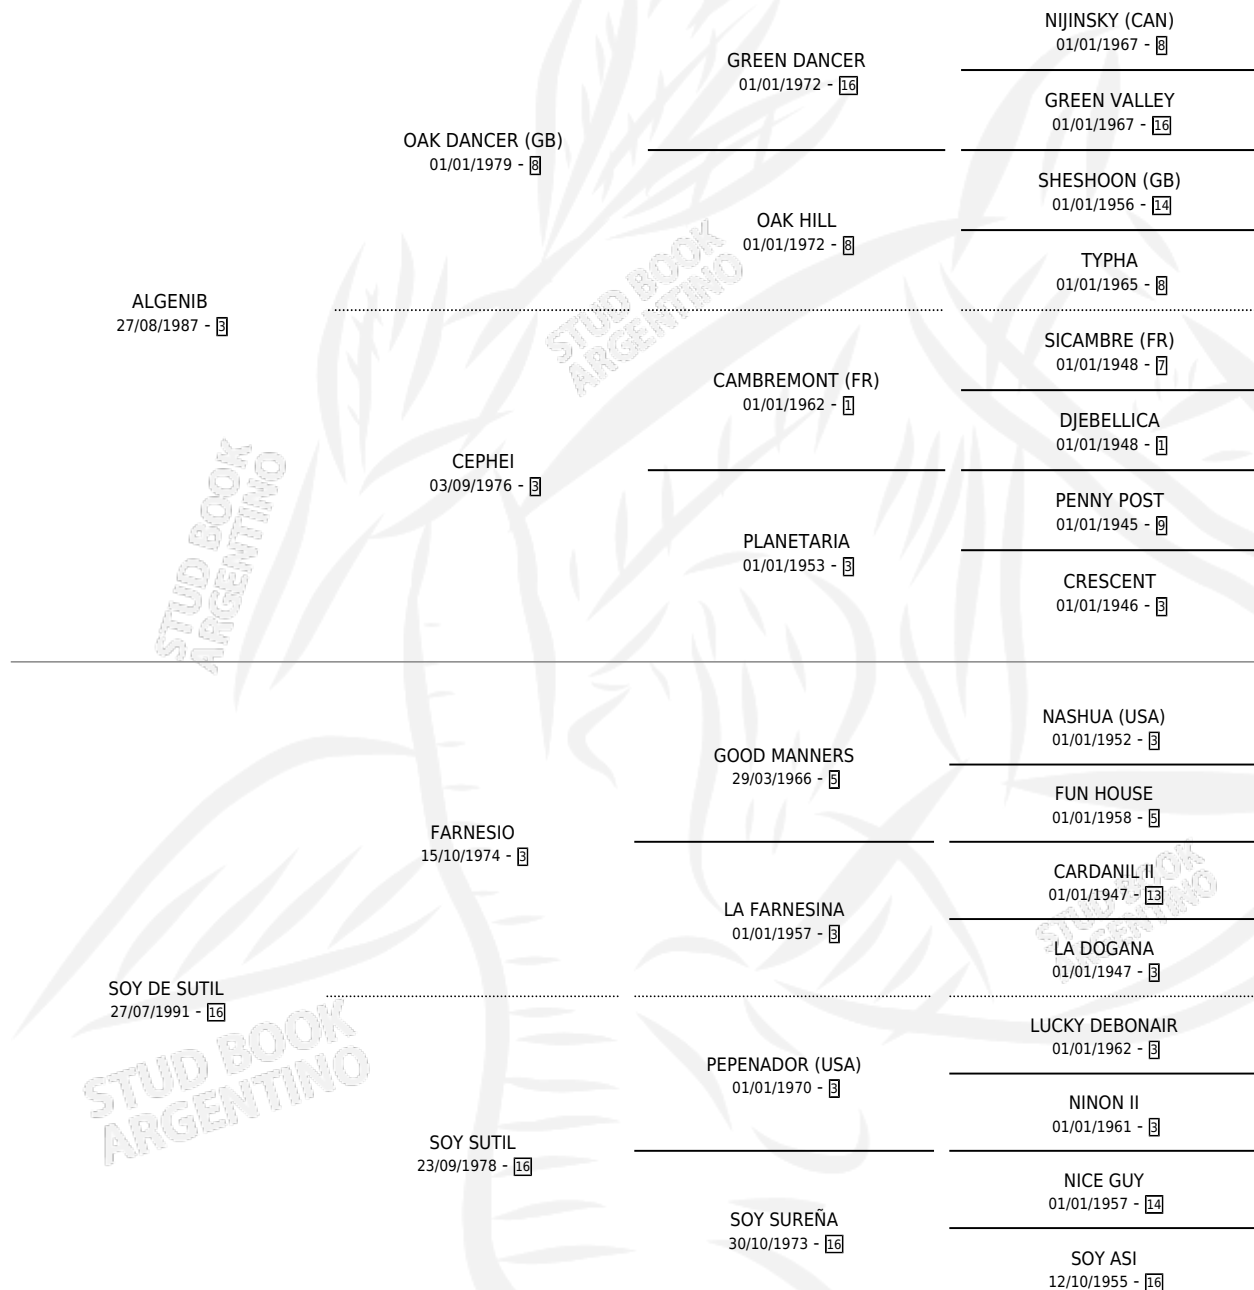 NIJINSKY (CAN)
01/01/1967 - 8
GREEN DANCER
01/01/1972 - 16
GREEN VALLEY
01/01/1967 - 16
OAK DANCER (GB)
01/01/1979 - 8
SHESHOON (GB)
01/01/1956 - 14
OAK HILL
01/01/1972 - 8
TYPHA
01/01/1965 - 8
ALGENIB
27/08/1987 - 3
STUD BOOK
ARGENTINO
SICAMBRE (FR)
01/01/1948 - 7
CAMBREMONT (FR)
01/01/1962 - 1
DJEBELLICA
01/01/1948 - 1
CEPHEI
03/09/1976 - 3
PENNY POST
01/01/1945 - 9
PLANETARIA
01/01/1953 - 3
CRESCENT
01/01/1946 - 3
STUD BOOK
ARGENTINO
NASHUA (USA)
01/01/1952 - 3
GOOD MANNERS
29/03/1966 - 5
FUN HOUSE
01/01/1958 - 5
FARNESIO
15/10/1974 - 3
CARDANIL II
01/01/1947 - 13
LA FARNESINA
01/01/1957 - 3
STUD BOOK
ARGENTINO
LA DOGANA
01/01/1947 - 3
SOY DE SUTIL
27/07/1991 - 16
LUCKY DEBONAIR
01/01/1962 - 3
PEPENADOR (USA)
01/01/1970 - 3
STUD BOOK
ARGENTINO
NINON II
01/01/1961 - 3
SOY SUTIL
23/09/1978 - 16
NICE GUY
01/01/1957 - 14
SOY SUREÑA
30/10/1973 - 16
SOY ASI
12/10/1955 - 16